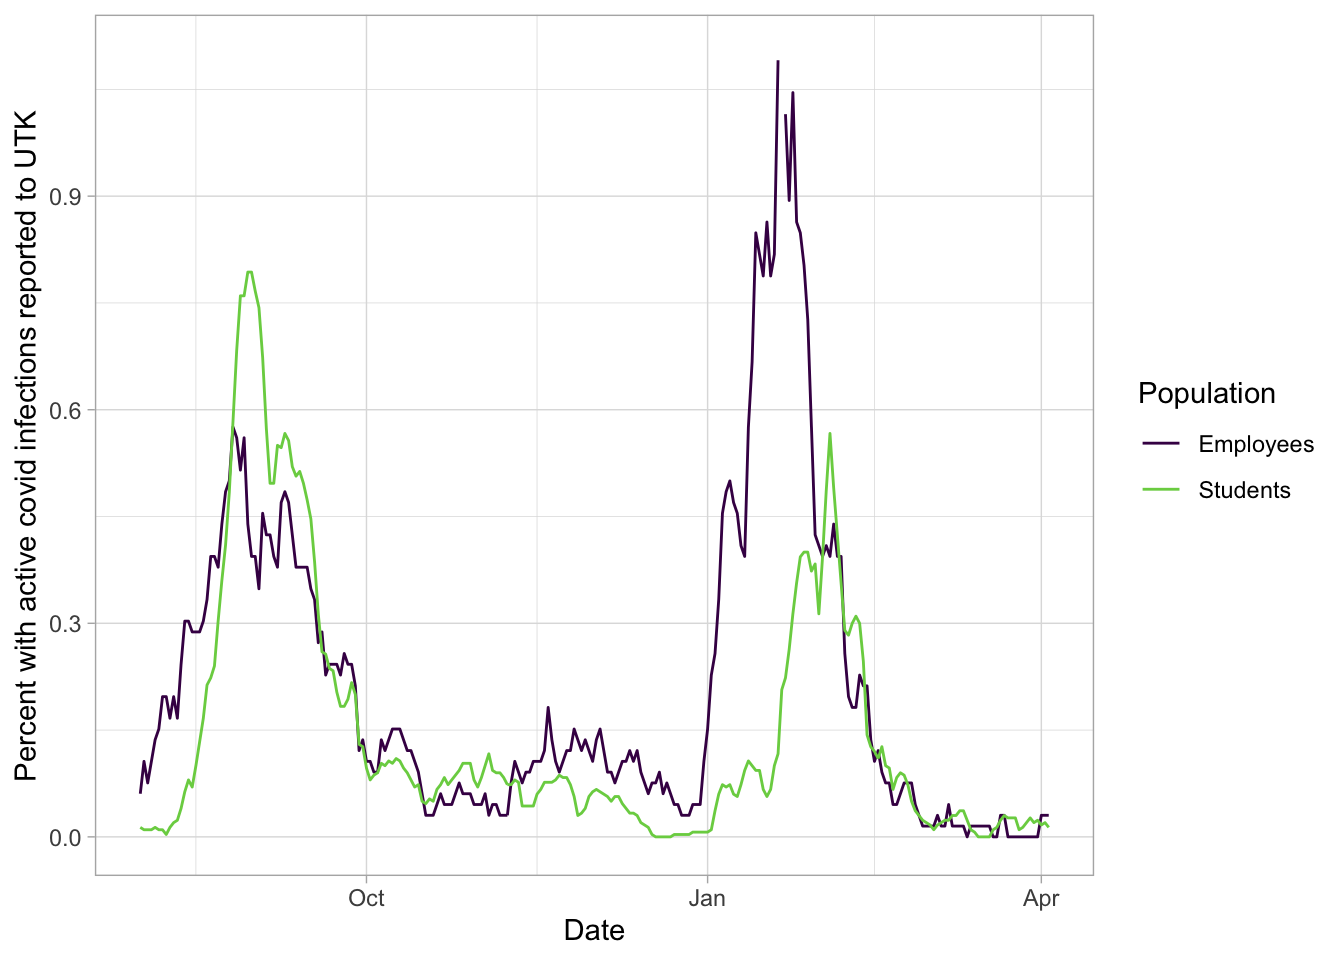 Percent with active covid infections reported to UTK
0.9
0.6
0.3
0.0
Oct
Jan
Apr
Date
Population
Employees
Students